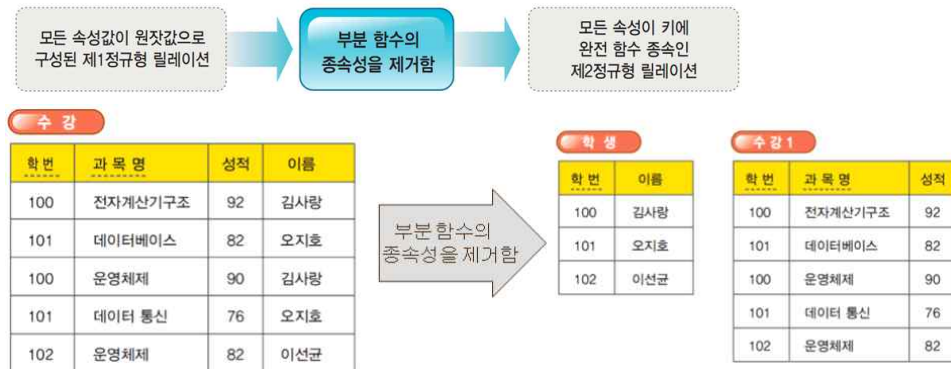 모든 속성값이 원잣값으로
구성된 제1정규형 릴레이션
부분 함수의
종속성을 제거함
모든 속성이 키에
완전 함수 종속인
제2정규형 릴레이션
수 강
학 번 과 목 명 성적 이름
100 전자계산기구조 92 김사랑
101 데이터베이스 82 오지호
100 운영체제 90 김사랑
101 데이터 통신 76 오지호
102 운영체제 82 이선균
부분 함수의
종속성을 제거함
학 생
학 번 이름
100 김사랑
101 오지호
102 이선균
수 강 1
학 번 과 목 명 성적
100 전자계산기구조 92
101 데이터베이스 82
100 운영체제 90
101 데이터 통신 76
102 운영체제 82